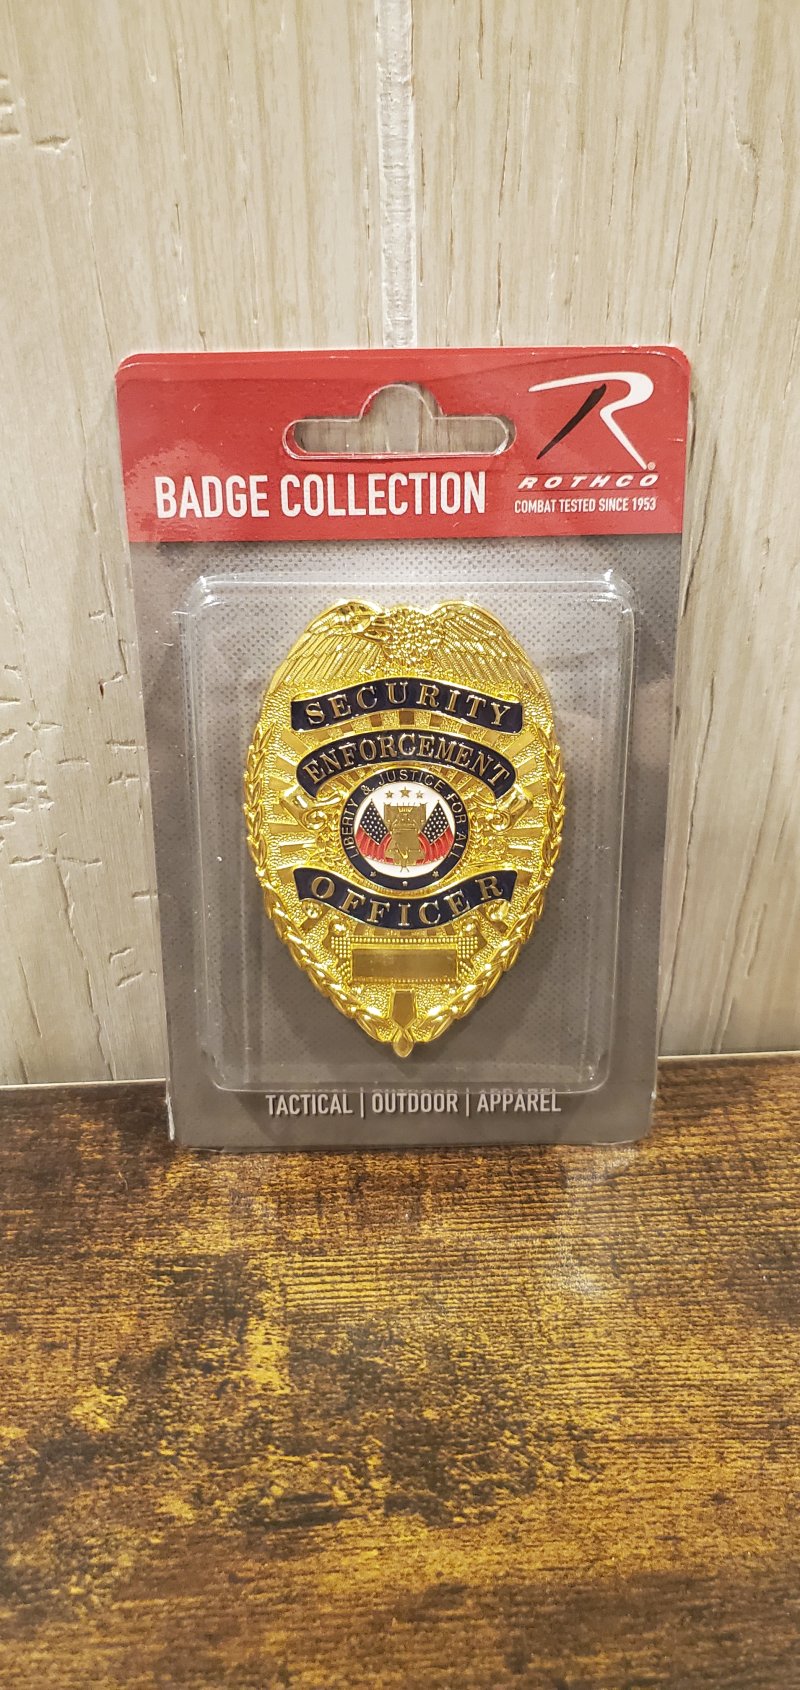 BADGE COLLECTION
ROTHCO
COMBAT TESTED SINCE 1953
SECURITY
ENFORCEMENT
LIBERTY & JUSTICE FOR ALL
OFFICER
TACTICAL | OUTDOOR | APPAREL